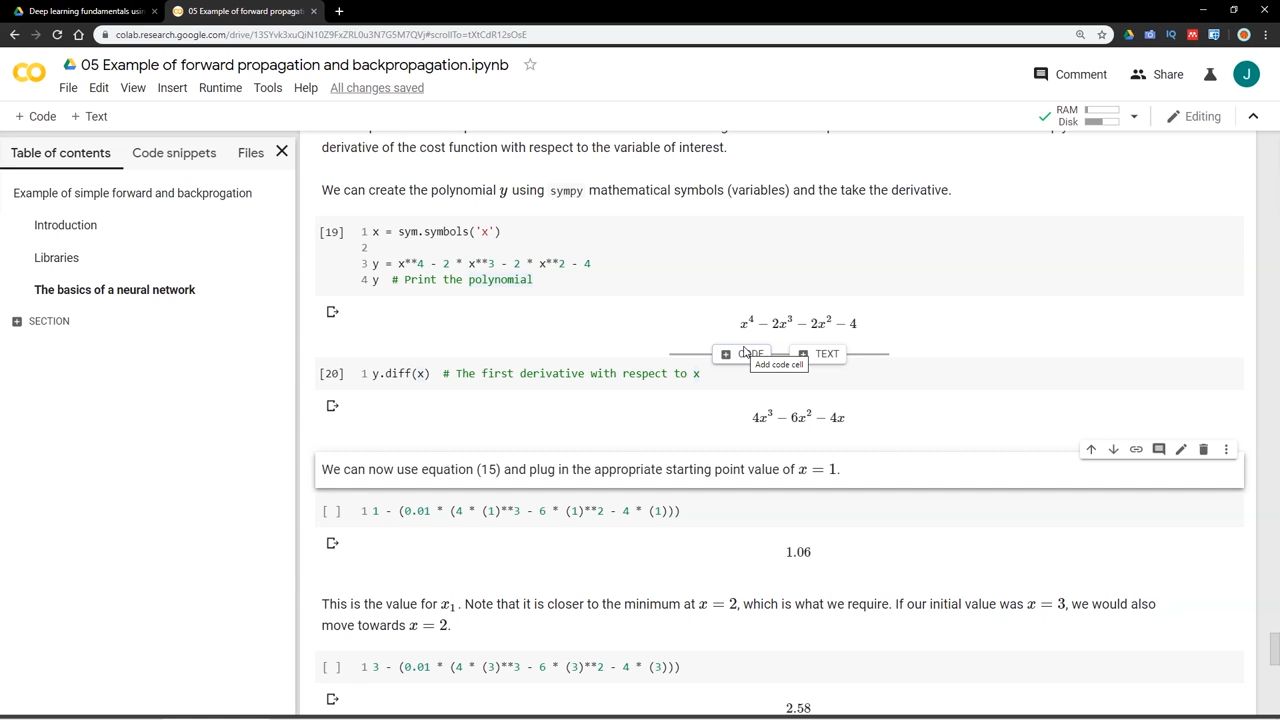 Deep learning fundamentals usin
05 Example of forward propagat
colab.research.google.com/drive/13SYvk3xuQiN10Z9FxZRL0u3N7G5M7QVj#scrollTo=tXtCdR12sOsE
05 Example of forward propagation and backpropagation.ipynb
File Edit View Insert Runtime Tools Help All changes saved
Comment
Share
J
+ Code + Text
RAM
Disk
Editing
Table of contents Code snippets Files
Example of simple forward and backprogation
Introduction
Libraries
The basics of a neural network
SECTION
derivative of the cost function with respect to the variable of interest.
We can create the polynomial y using sympy mathematical symbols (variables) and the take the derivative.
[19] 1 x = sym.symbols('x')
2
3 y = x**4 - 2 * x**3 - 2 * x**2 - 4
4 y # Print the polynomial
x⁴ − 2x³ − 2x² − 4
CODE TEXT
Add code cell
[20] 1 y.diff(x) # The first derivative with respect to x
4x³ − 6x² − 4x
We can now use equation (15) and plug in the appropriate starting point value of x = 1.
[ ] 1 1 - (0.01 * (4 * (1)**3 - 6 * (1)**2 - 4 * (1)))
1.06
This is the value for x₁. Note that it is closer to the minimum at x = 2, which is what we require. If our initial value was x = 3, we would also
move towards x = 2.
[ ] 1 3 - (0.01 * (4 * (3)**3 - 6 * (3)**2 - 4 * (3)))
2.58